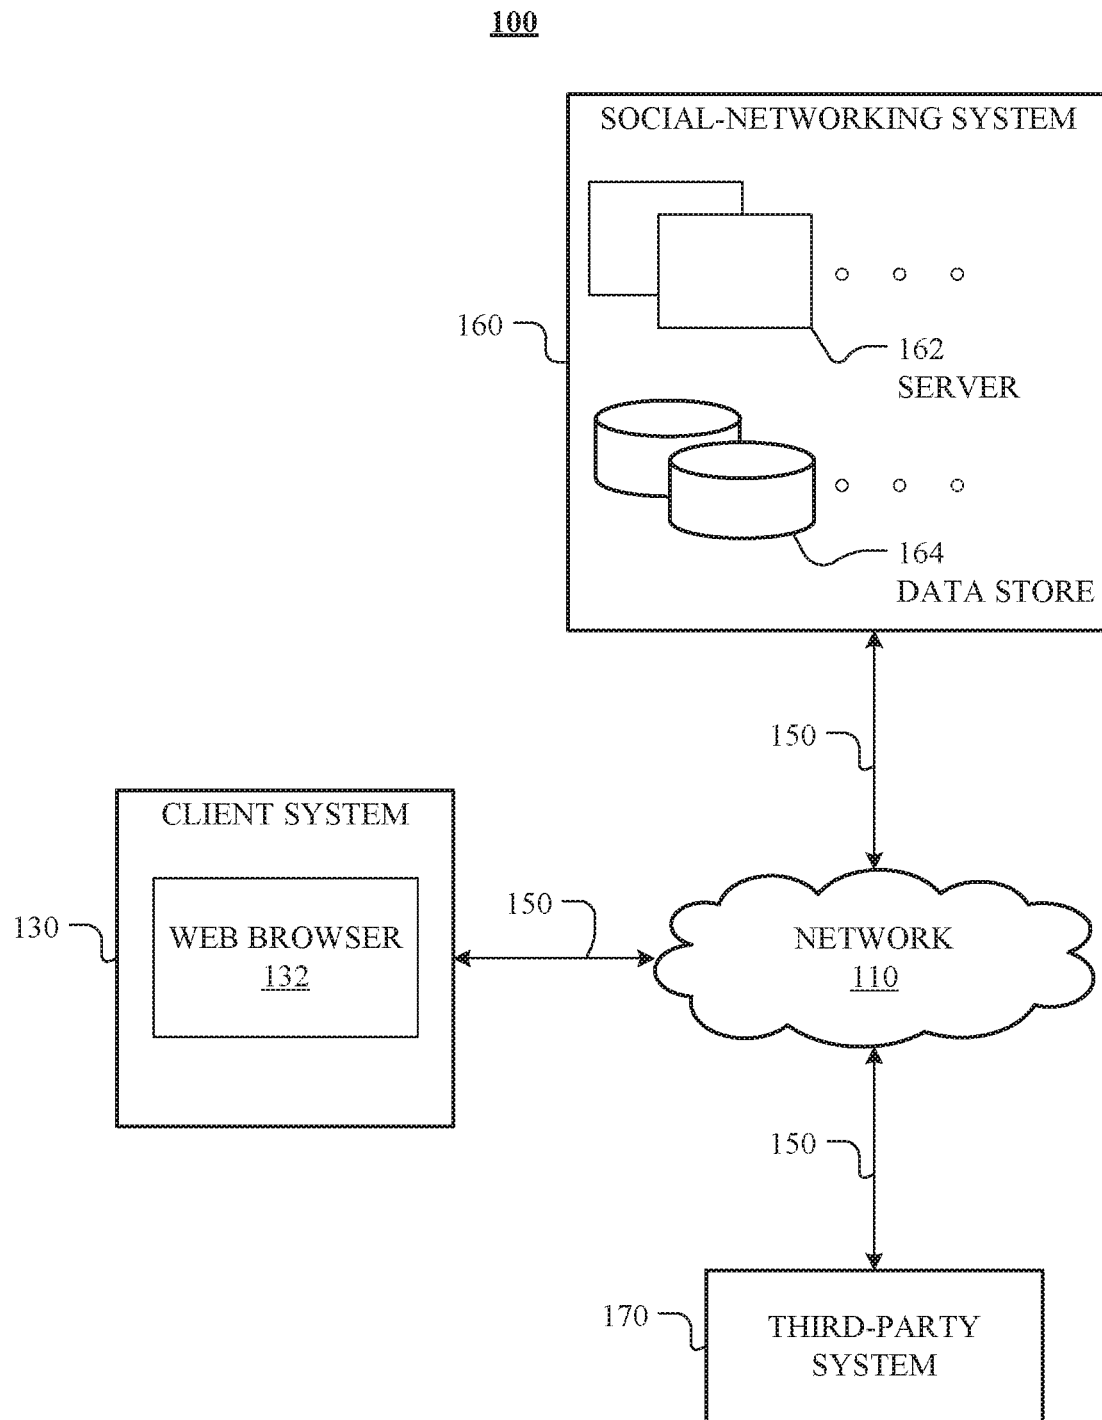 100
SOCIAL-NETWORKING SYSTEM
160
162
SERVER
164
DATA STORE
150
CLIENT SYSTEM
130
WEB BROWSER
132
150
NETWORK
110
150
170
THIRD-PARTY
SYSTEM